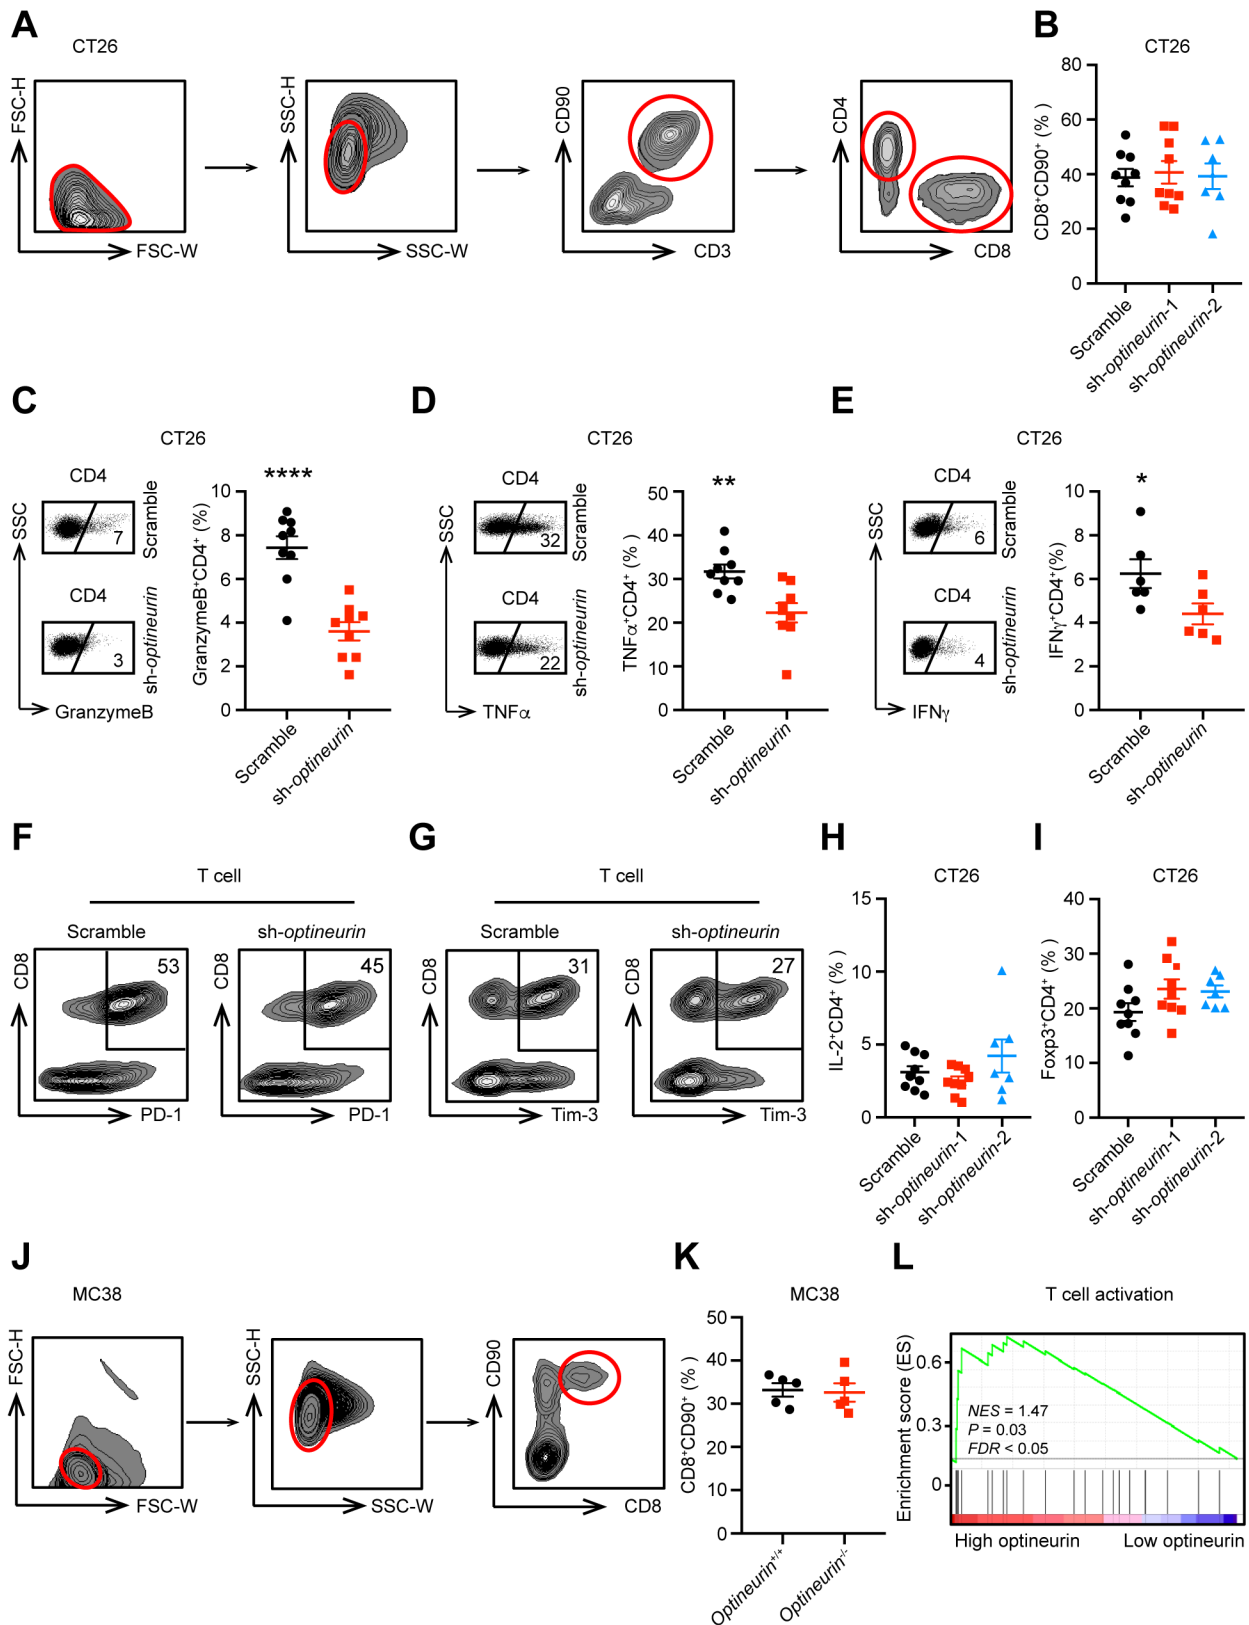 A
CT26
FSC-H
FSC-W
SSC-H
SSC-W
CD90
CD3
CD4
CD8
B
CT26
CD8⁺CD90⁺ (%)
80
60
40
20
0
Scramble
sh-optineurin-1
sh-optineurin-2
C
CT26
SSC
CD4
7
Scramble
CD4
3
sh-optineurin
GranzymeB
GranzymeB⁺CD4⁺ (%)
****
10
8
6
4
2
0
Scramble
sh-optineurin
D
CT26
SSC
CD4
32
Scramble
CD4
22
sh-optineurin
TNFα
TNFα⁺CD4⁺ (%)
**
50
40
30
20
10
0
Scramble
sh-optineurin
E
CT26
SSC
CD4
6
Scramble
CD4
4
sh-optineurin
IFNγ
IFNγ⁺CD4⁺(%)
*
10
8
6
4
2
0
Scramble
sh-optineurin
F
T cell
Scramble
sh-optineurin
CD8
53
PD-1
CD8
45
PD-1
G
T cell
Scramble
sh-optineurin
CD8
31
Tim-3
CD8
27
Tim-3
H
CT26
IL-2⁺CD4⁺ (%)
15
10
5
0
Scramble
sh-optineurin-1
sh-optineurin-2
I
CT26
Foxp3⁺CD4⁺ (%)
40
30
20
10
0
Scramble
sh-optineurin-1
sh-optineurin-2
J
MC38
FSC-H
FSC-W
SSC-H
SSC-W
CD90
CD8
K
MC38
CD8⁺CD90⁺ (%)
50
40
30
20
10
0
Optineurin⁺/⁺
Optineurin⁻/⁻
L
T cell activation
Enrichment score (ES)
0.6
0.3
0
NES = 1.47
P = 0.03
FDR < 0.05
High optineurin
Low optineurin